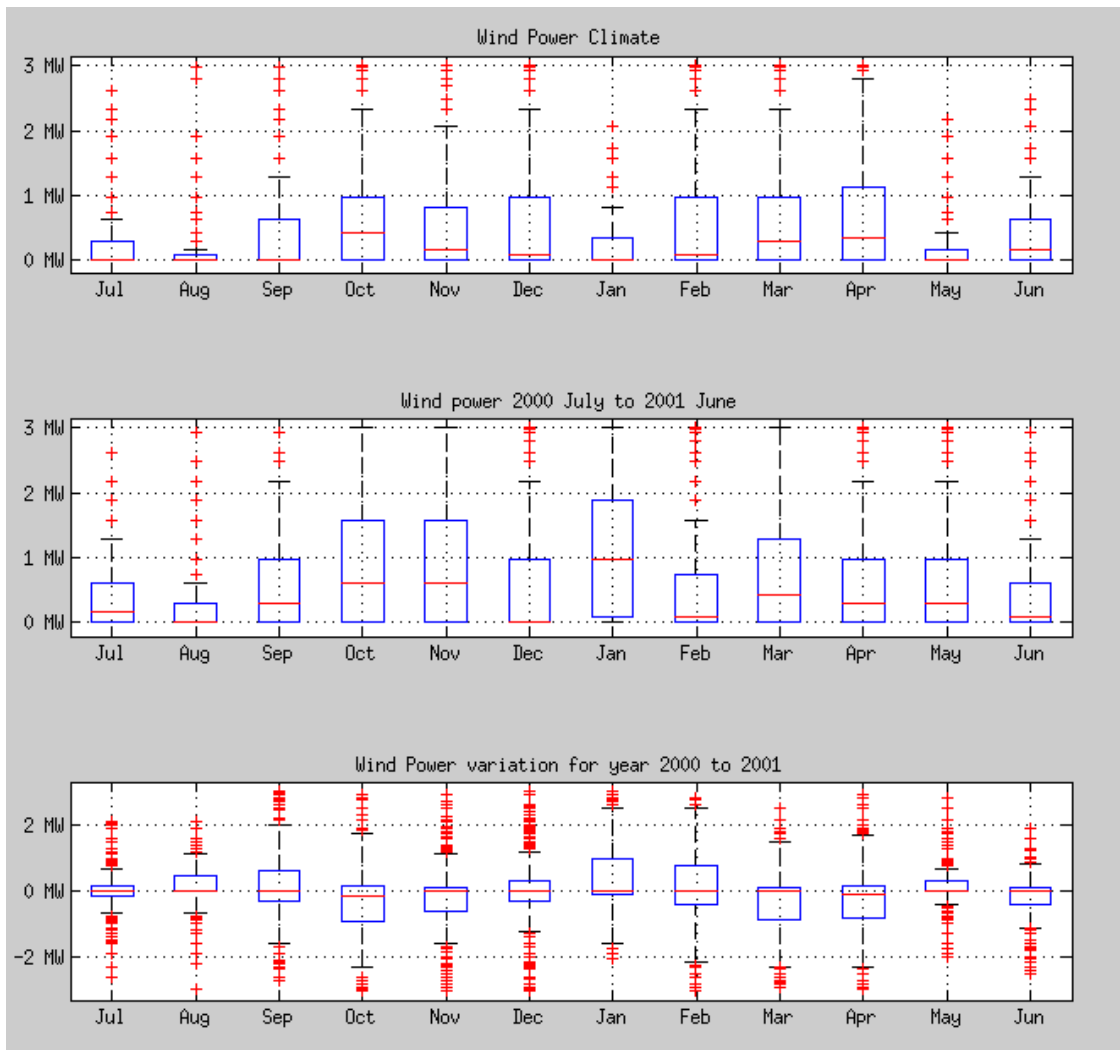 Wind Power Climate
3 MW
2 MW
1 MW
0 MW
Jul Aug Sep Oct Nov Dec Jan Feb Mar Apr May Jun
Wind power 2000 July to 2001 June
3 MW
2 MW
1 MW
0 MW
Jul Aug Sep Oct Nov Dec Jan Feb Mar Apr May Jun
Wind Power variation for year 2000 to 2001
2 MW
0 MW
-2 MW
Jul Aug Sep Oct Nov Dec Jan Feb Mar Apr May Jun